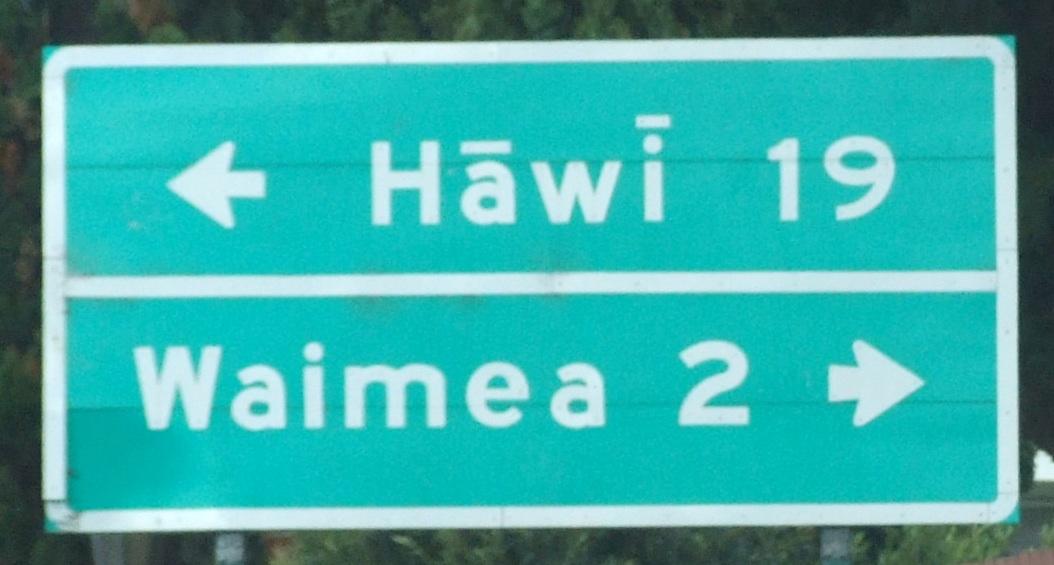 ← Hāwī 19
Waimea 2 →